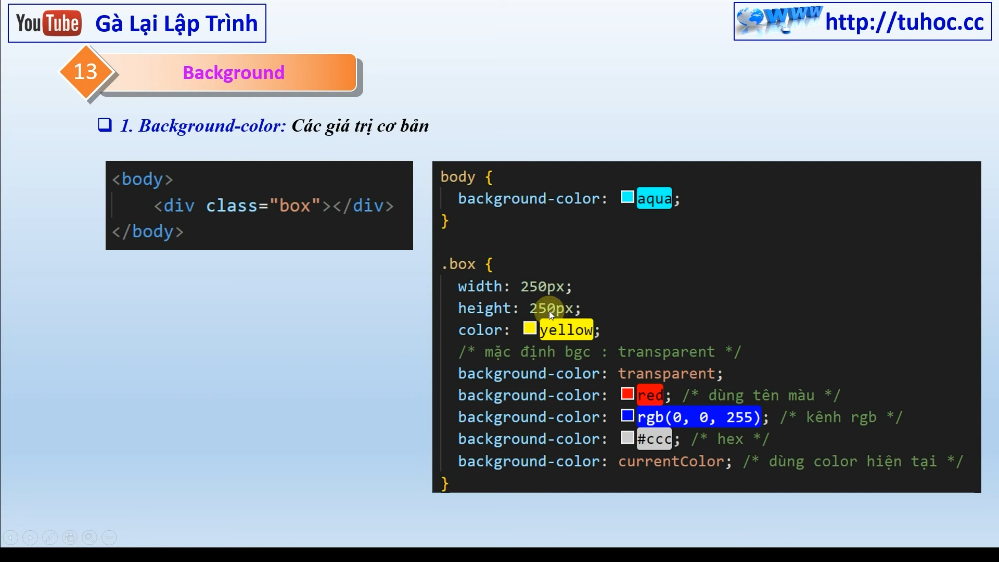 YouTube Gà Lại Lập Trình
www http://tuhoc.cc
13 Background
1. Background-color: Các giá trị cơ bản
<body>
<div class="box"></div>
</body>
body {
background-color: aqua;
}
.box {
width: 250px;
height: 250px;
color: yellow;
/* mặc định bgc : transparent */
background-color: transparent;
background-color: red; /* dùng tên màu */
background-color: rgb(0, 0, 255); /* kênh rgb */
background-color: #ccc; /* hex */
background-color: currentColor; /* dùng color hiện tại */
}